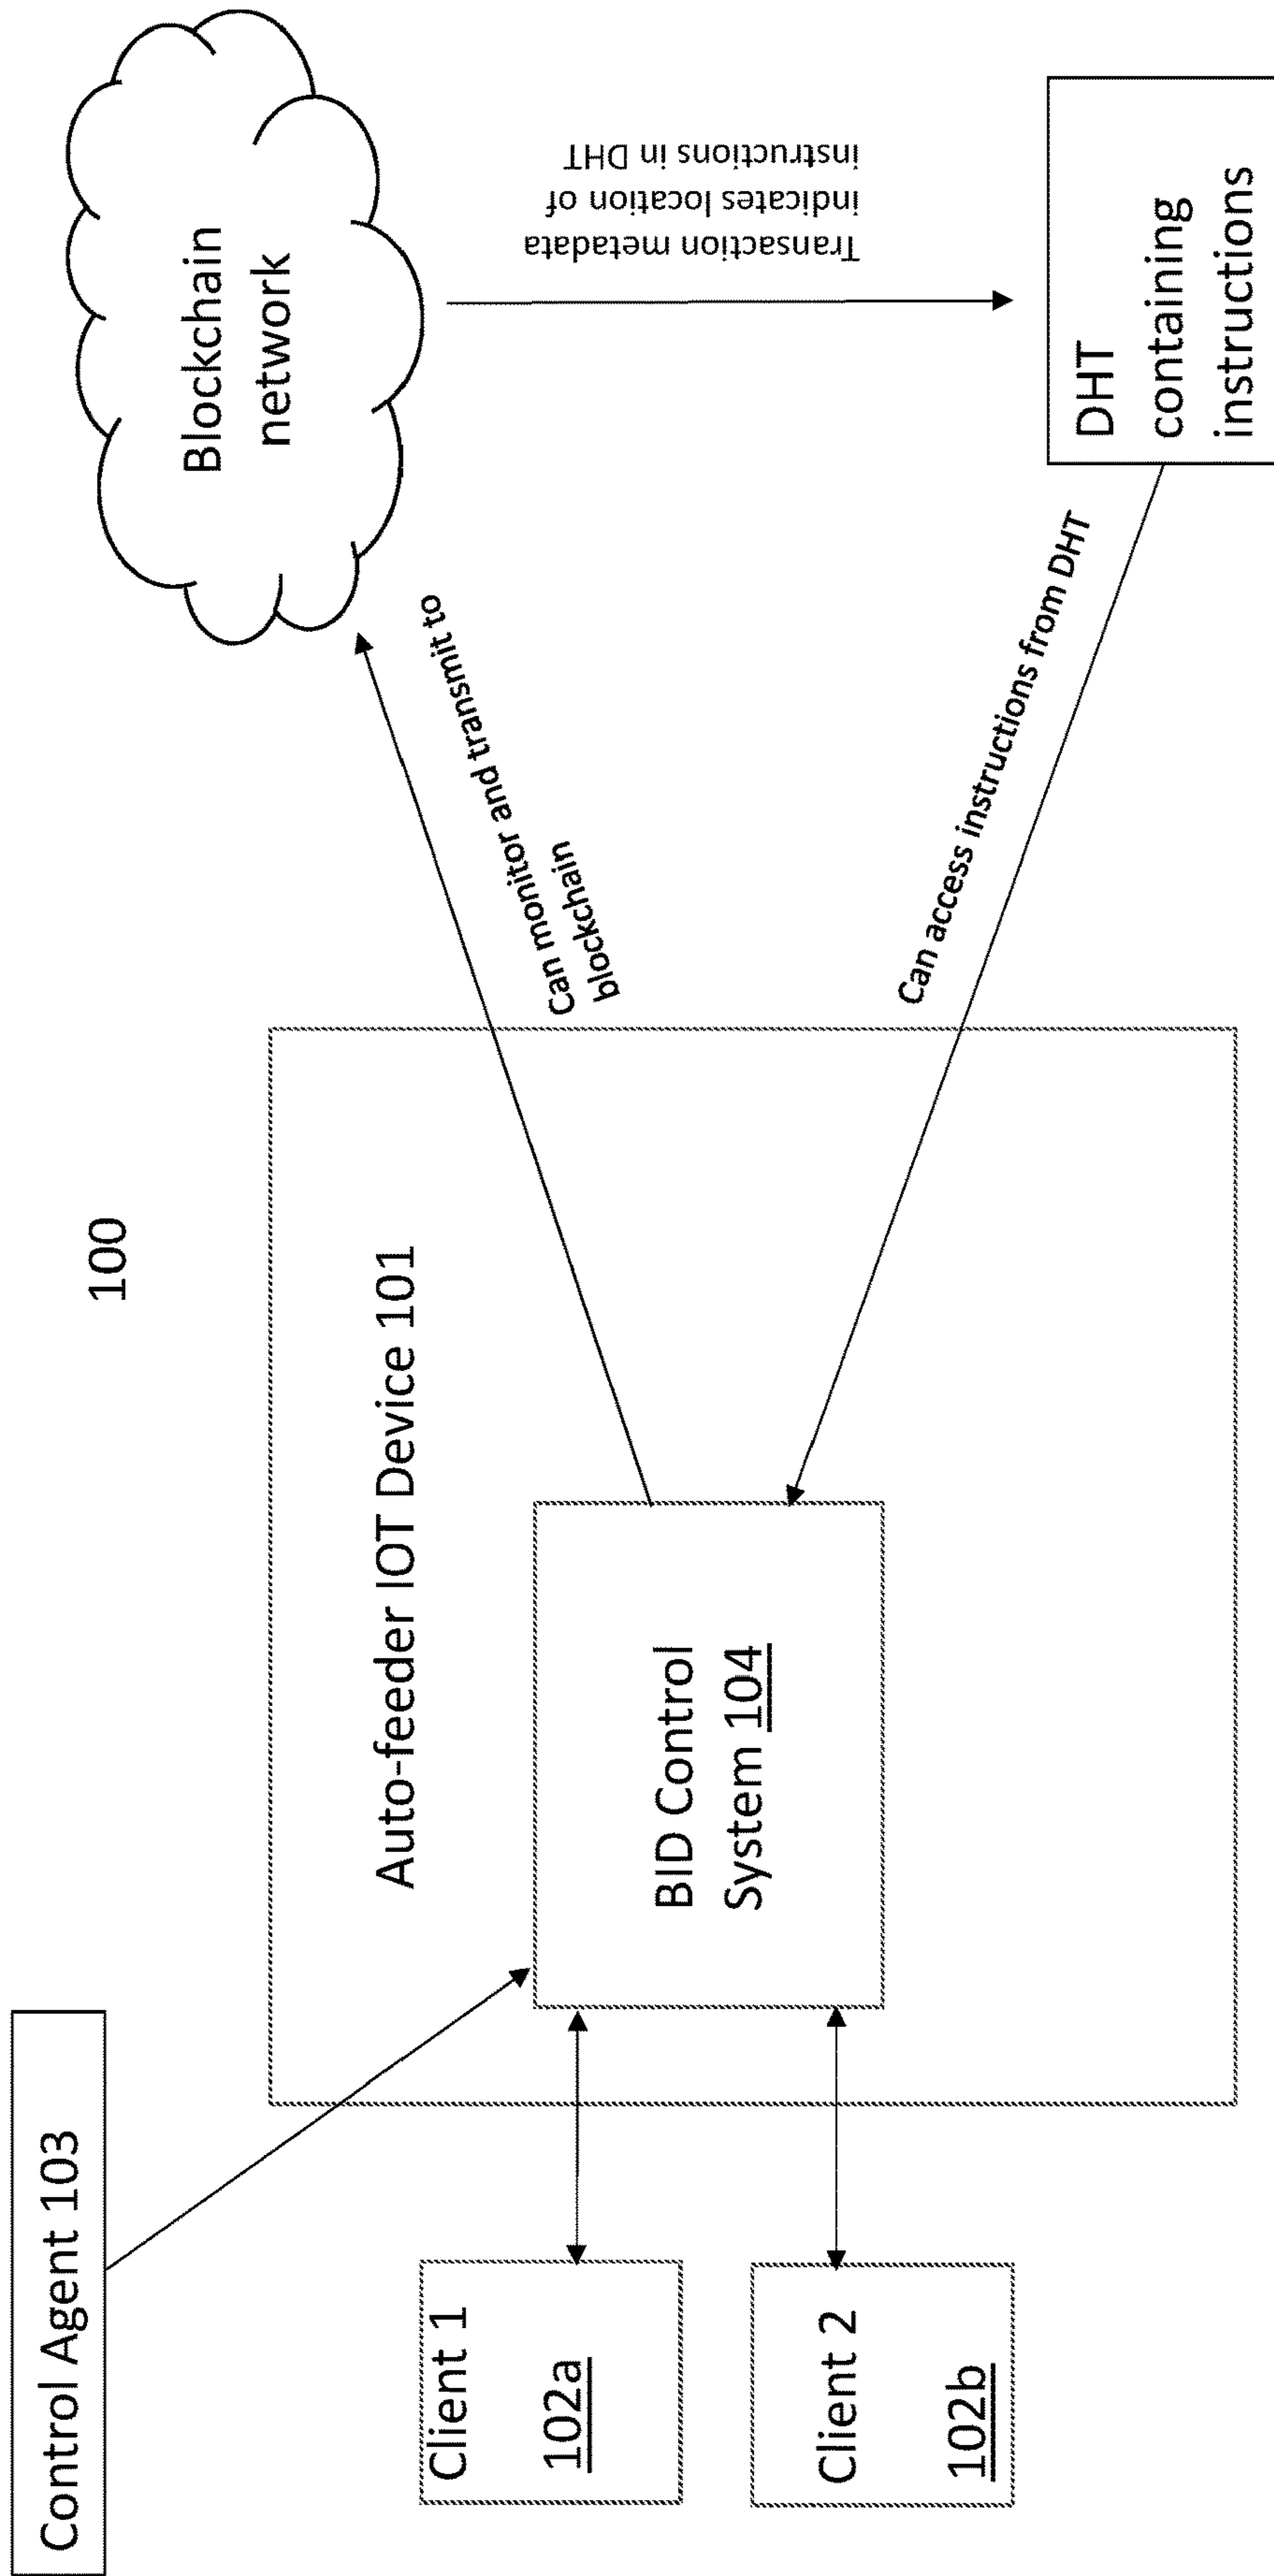 100
Control Agent 103
Auto-feeder IOT Device 101
BID Control
System 104
Client 1
102a
Client 2
102b
Blockchain
network
Can monitor and transmit to
blockchain
Transaction metadata
indicates location of
instructions in DHT
Can access instructions from DHT
DHT
containing
instructions